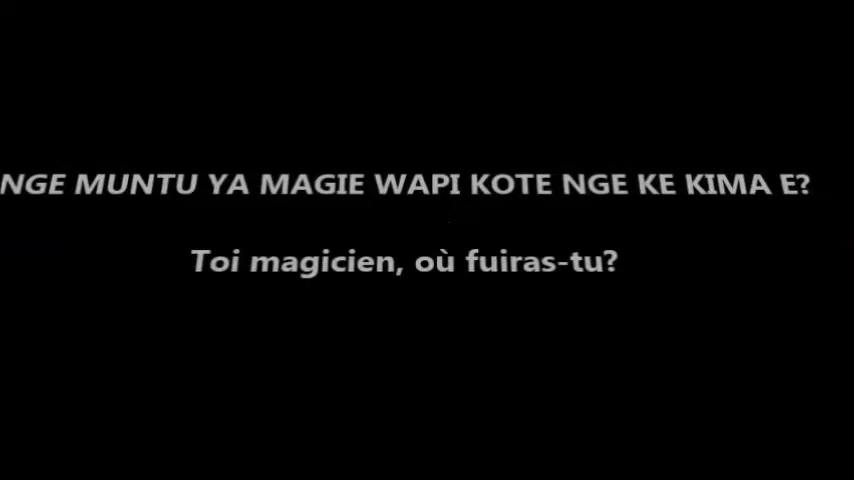 NGE MUNTU YA MAGIE WAPI KOTE NGE KE KIMA E?
Toi magicien, où fuiras-tu?